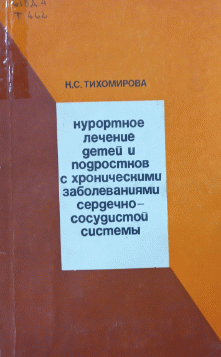 Н.С. ТИХОМИРОВА
курортное
лечение
детей и
подростков
с хроническими
заболеваниями
сердечно-
сосудистой
системы